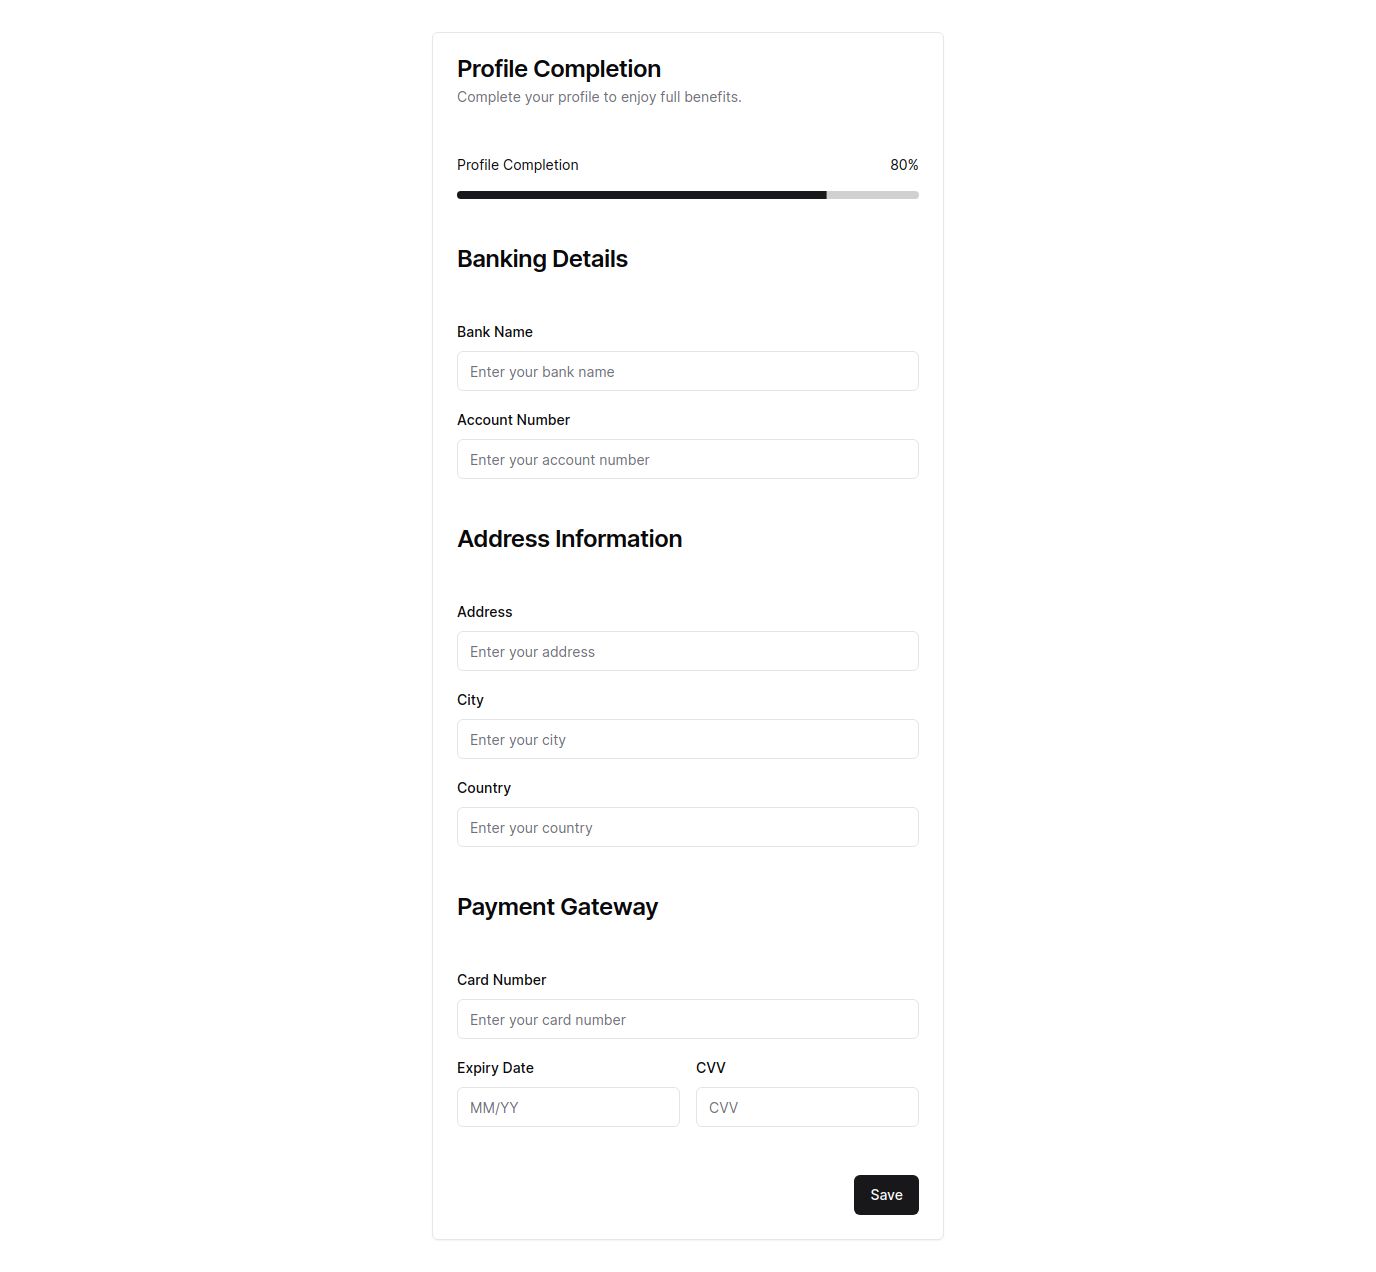 Profile Completion
Complete your profile to enjoy full benefits.
Profile Completion 80%
Banking Details
Bank Name
Enter your bank name
Account Number
Enter your account number
Address Information
Address
Enter your address
City
Enter your city
Country
Enter your country
Payment Gateway
Card Number
Enter your card number
Expiry Date CVV
MM/YY CVV
Save